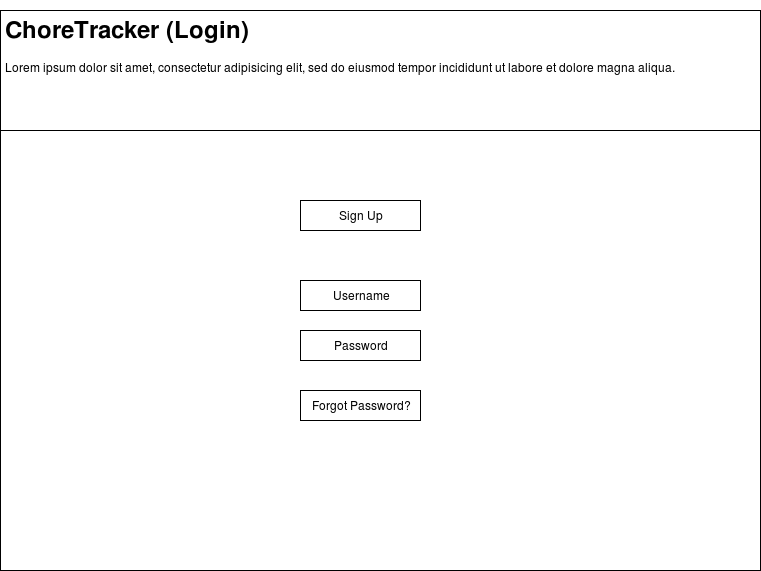 ChoreTracker (Login)
Lorem ipsum dolor sit amet, consectetur adipisicing elit, sed do eiusmod tempor incididunt ut labore et dolore magna aliqua.
Sign Up
Username
Password
Forgot Password?